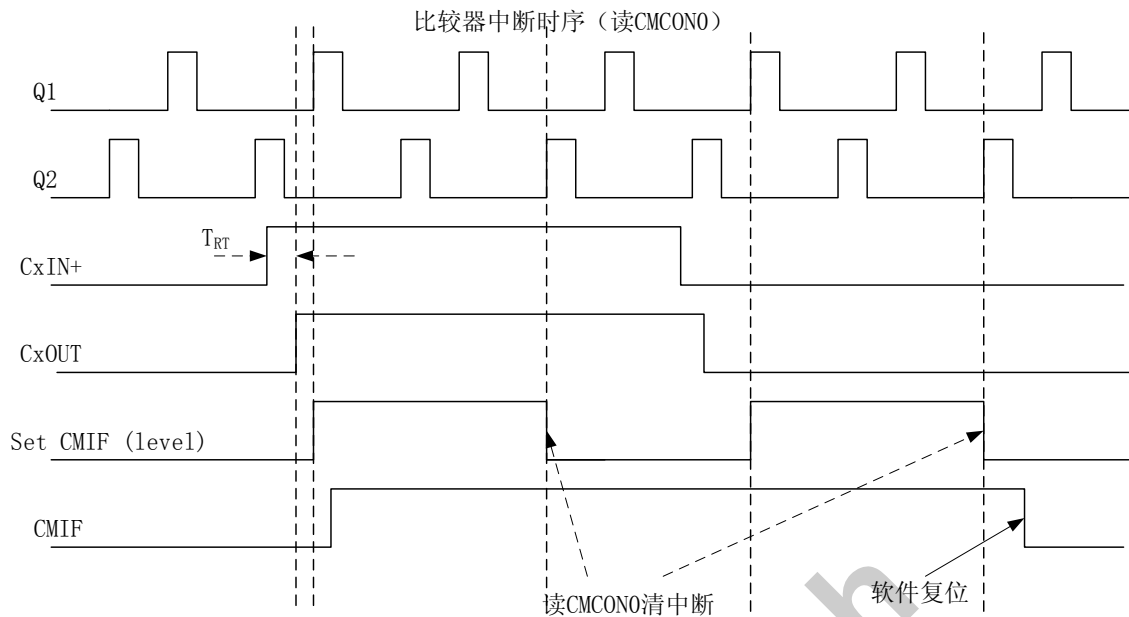 比较器中断时序（读CMCON0）
Q1
Q2
TRT
CxIN+
CxOUT
Set CMIF (level)
CMIF
读CMCON0清中断
软件复位
h